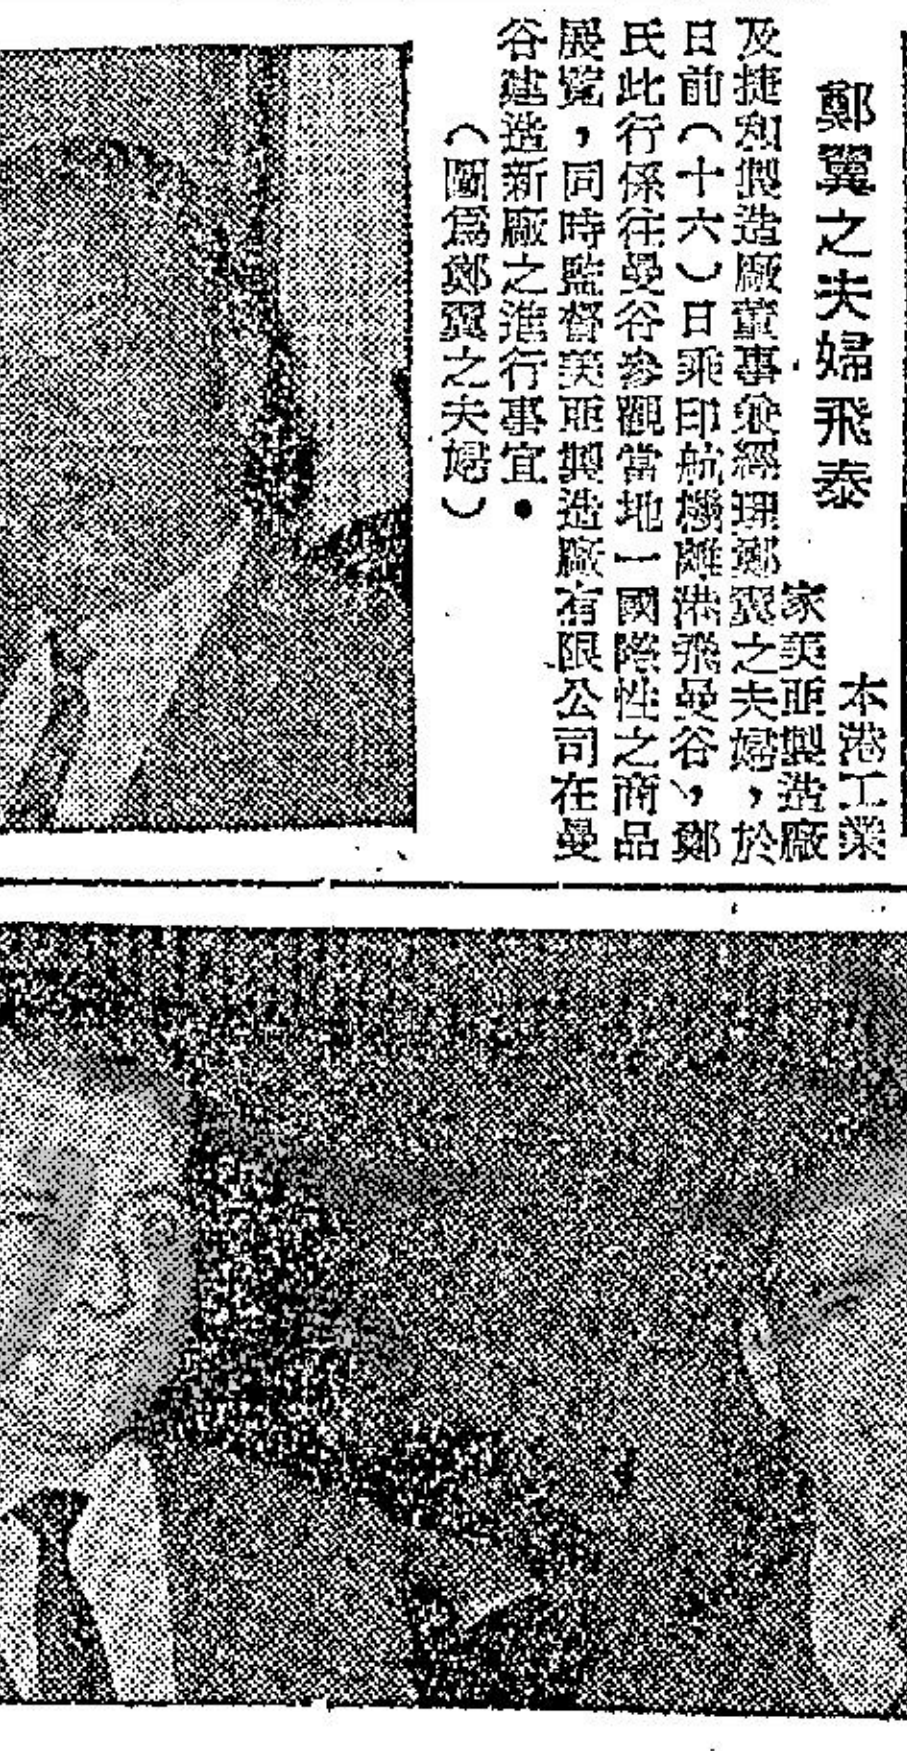 鄭翼之夫婦飛泰
本港工業
家美亜製造廠
及捷和製造廠董事兼經理鄭翼之夫婦，於
日前（十六）日乘印航機離港飛曼谷，鄭
氏此行係往曼谷參觀當地一國際性之商品
展覽，同時監督美亜製造廠有限公司在曼
谷建造新廠之進行事宜●
（圖爲鄭翼之夫婦）